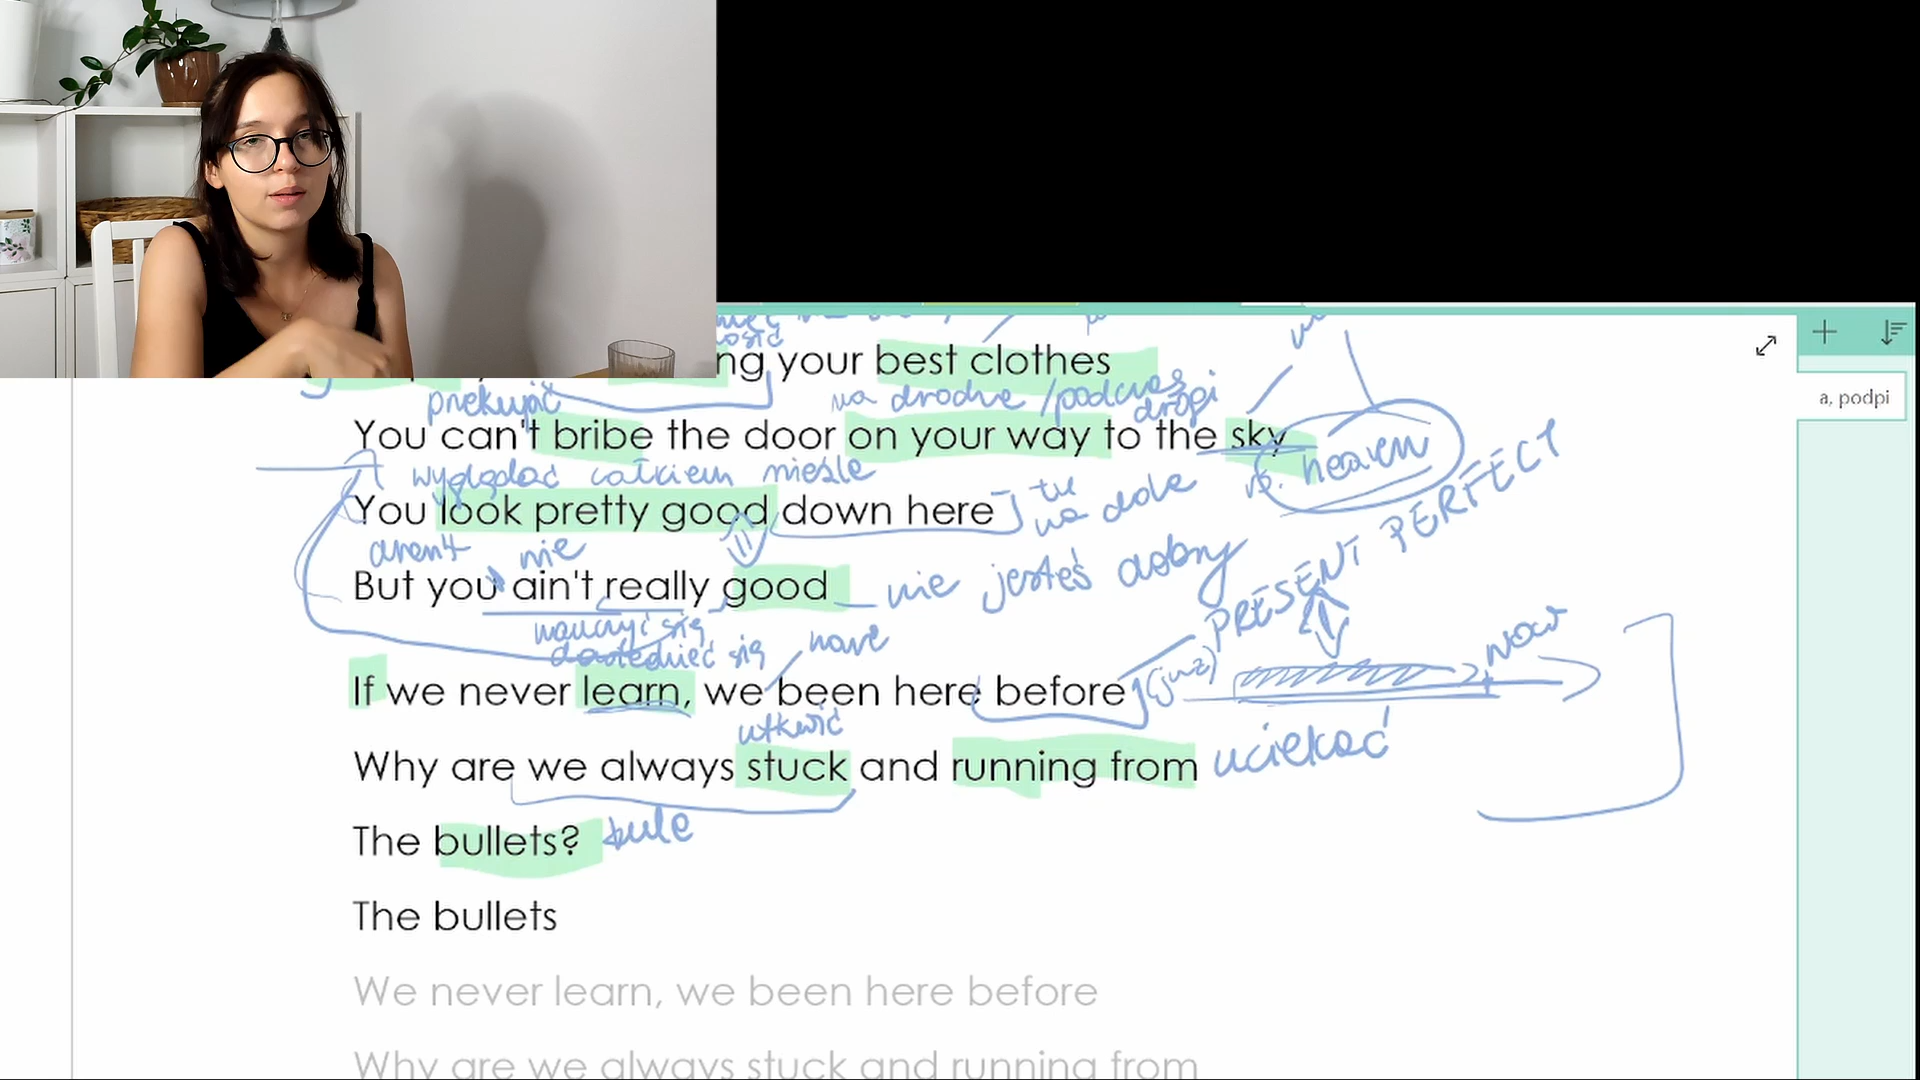 ng your best clothes
przekupić
na drodze / podczas drogi
You can't bribe the door on your way to the sky
heaven
a, podpi
wyglądać całkiem nieźle
You look pretty good down here
tu na dole
PRESENT PERFECT
aren't nie
But you ain't really good
nie jesteś dobry
nauczyć się
dowiedzieć się
have
(już)
now
If we never learn, we been here before
utkwić
Why are we always stuck and running from
uciekać
The bullets?
kule
The bullets
We never learn, we been here before
Why are we always stuck and running from